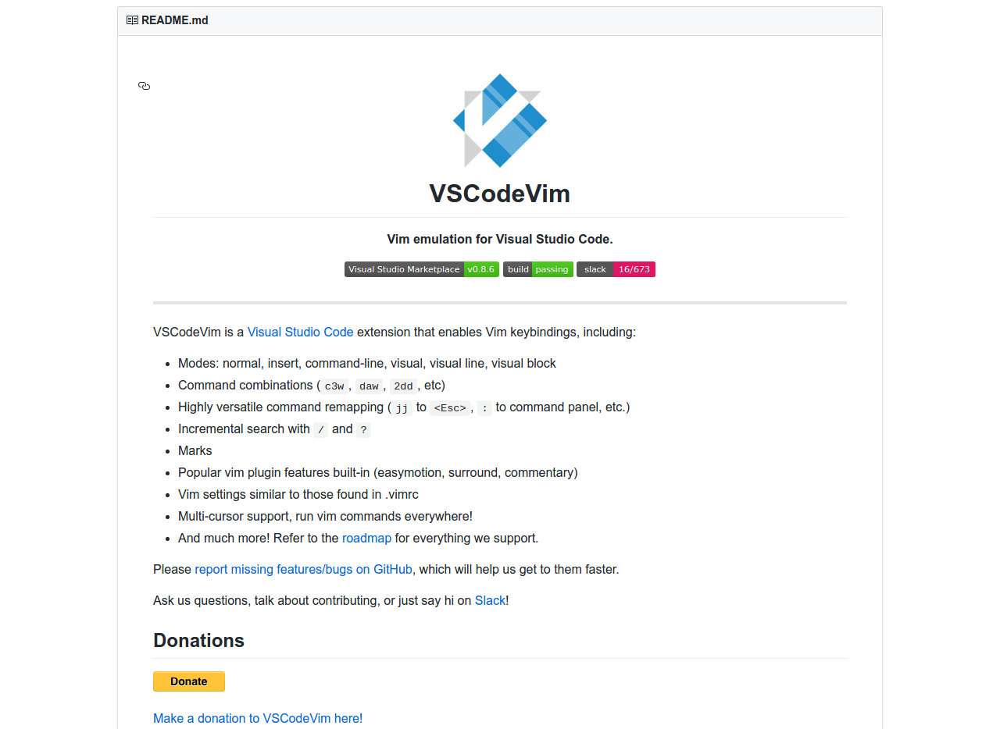 README.md
VSCodeVim
Vim emulation for Visual Studio Code.
Visual Studio Marketplace v0.8.6 build passing slack 16/673
VSCodeVim is a Visual Studio Code extension that enables Vim keybindings, including:
• Modes: normal, insert, command-line, visual, visual line, visual block
• Command combinations ( c3w , daw , 2dd , etc)
• Highly versatile command remapping ( jj to <Esc> , : to command panel, etc.)
• Incremental search with / and ?
• Marks
• Popular vim plugin features built-in (easymotion, surround, commentary)
• Vim settings similar to those found in .vimrc
• Multi-cursor support, run vim commands everywhere!
• And much more! Refer to the roadmap for everything we support.
Please report missing features/bugs on GitHub, which will help us get to them faster.
Ask us questions, talk about contributing, or just say hi on Slack!
Donations
Donate
Make a donation to VSCodeVim here!